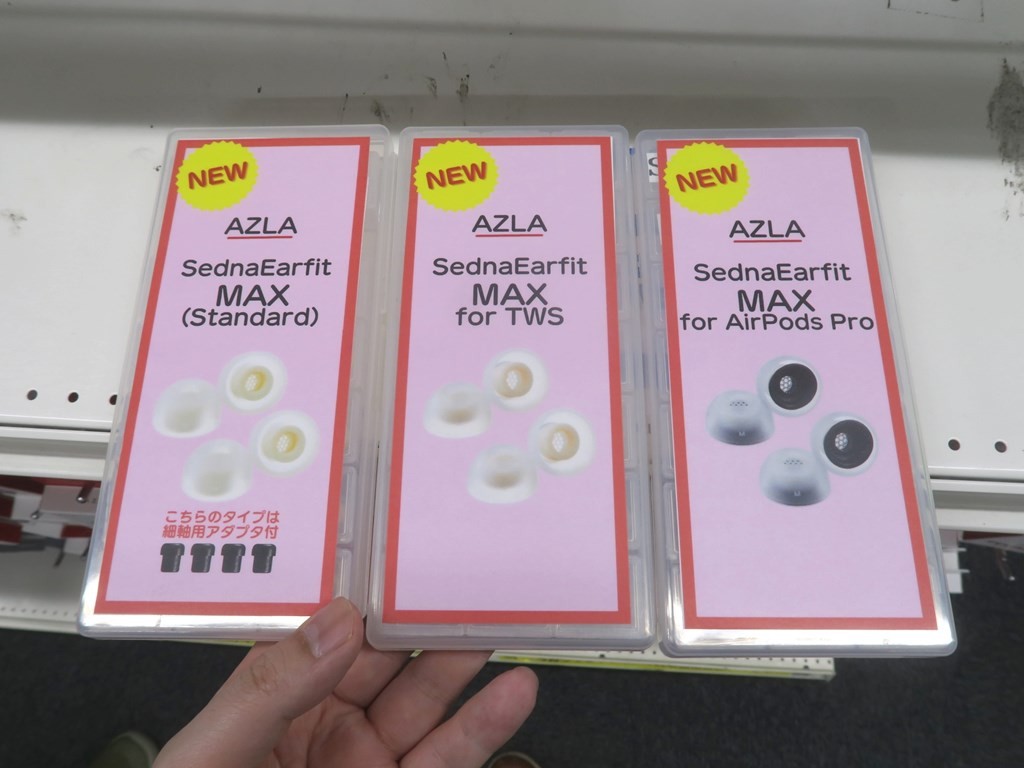 NEW
AZLA
SednaEarfit
MAX
(Standard)
こちらのタイプは
細軸用アダプタ付
NEW
AZLA
SednaEarfit
MAX
for TWS
NEW
AZLA
SednaEarfit
MAX
for AirPods Pro